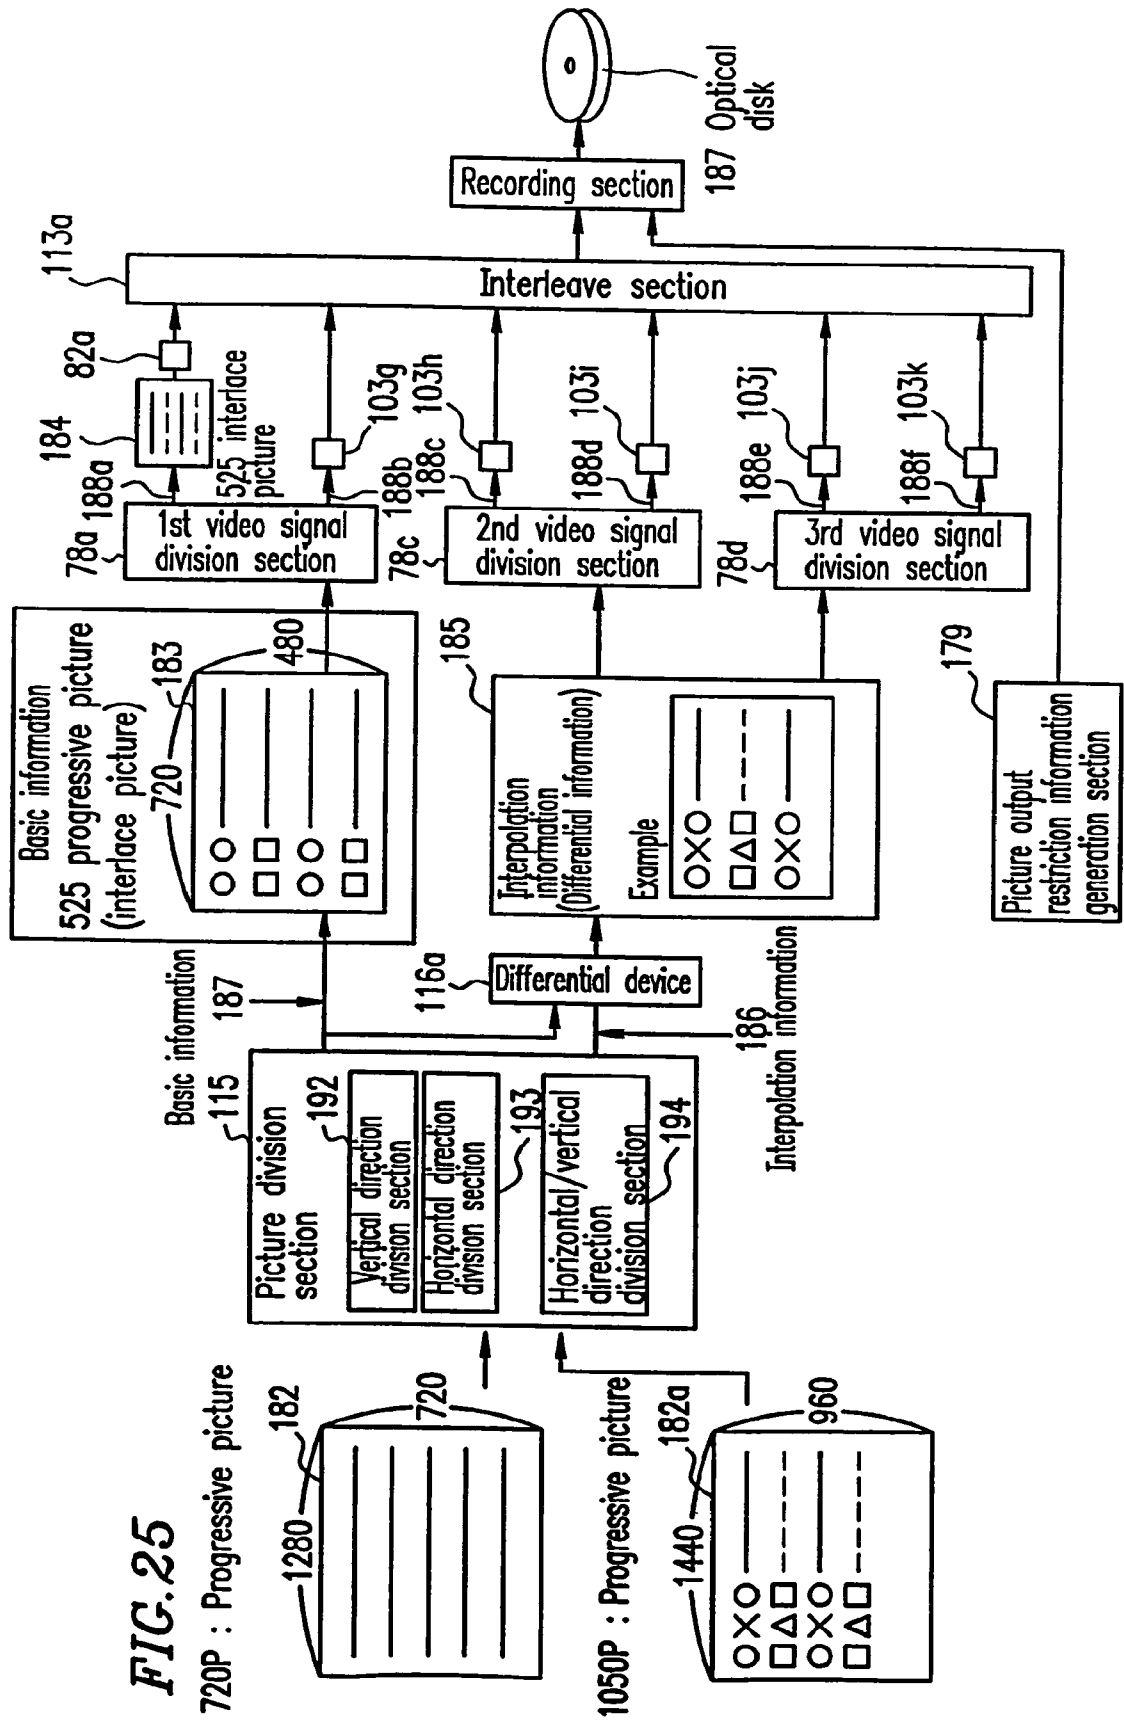 FIG.25
720P : Progressive picture
1280
182
720
1050P : Progressive picture
1440
182a
960
115
Picture division
section
192
Vertical direction
division section
Horizontal direction
division section
193
Horizontal/vertical
direction
division section
194
Basic information
187
116a
Differential device
186
Interpolation information
Basic information
525 progressive picture
(interlace picture)
720
183
480
185
Interpolation
information
(Differential information)
Example
179
Picture output
restriction information
generation section
78a
1st video signal
division section
188a
184
525 interlace
picture
82a
188b
103g
78c
2nd video signal
division section
188c
103h
188d
103i
78d
3rd video signal
division section
188e
103j
188f
103k
113a
Interleave section
Recording section
187 Optical
disk